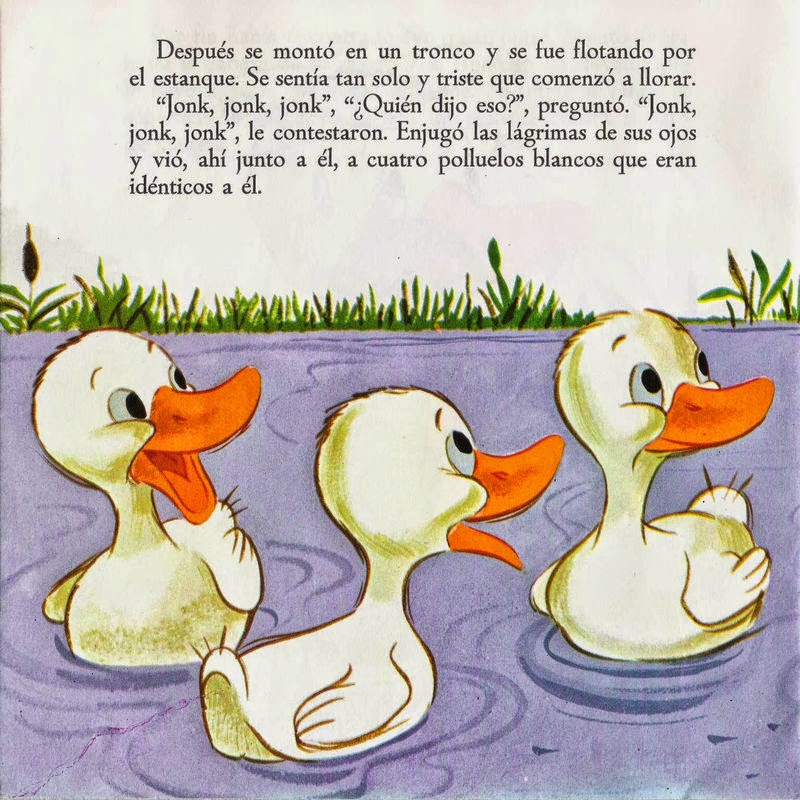 Después se montó en un tronco y se fue flotando por
el estanque. Se sentía tan solo y triste que comenzó a llorar.
“Jonk, jonk, jonk”, “¿Quién dijo eso?”, preguntó. “Jonk,
jonk, jonk”, le contestaron. Enjugó las lágrimas de sus ojos
y vió, ahí junto a él, a cuatro polluelos blancos que eran
idénticos a él.